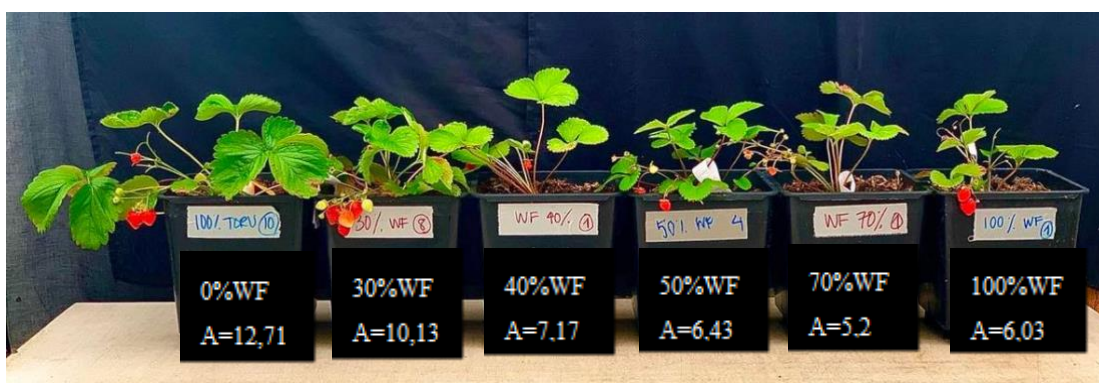 100% TORU 10
30% WF 8
WF 40% 1
50% WF 4
WF 70% 1
100% WF 1
0%WF
A=12,71
30%WF
A=10,13
40%WF
A=7,17
50%WF
A=6,43
70%WF
A=5,2
100%WF
A=6,03